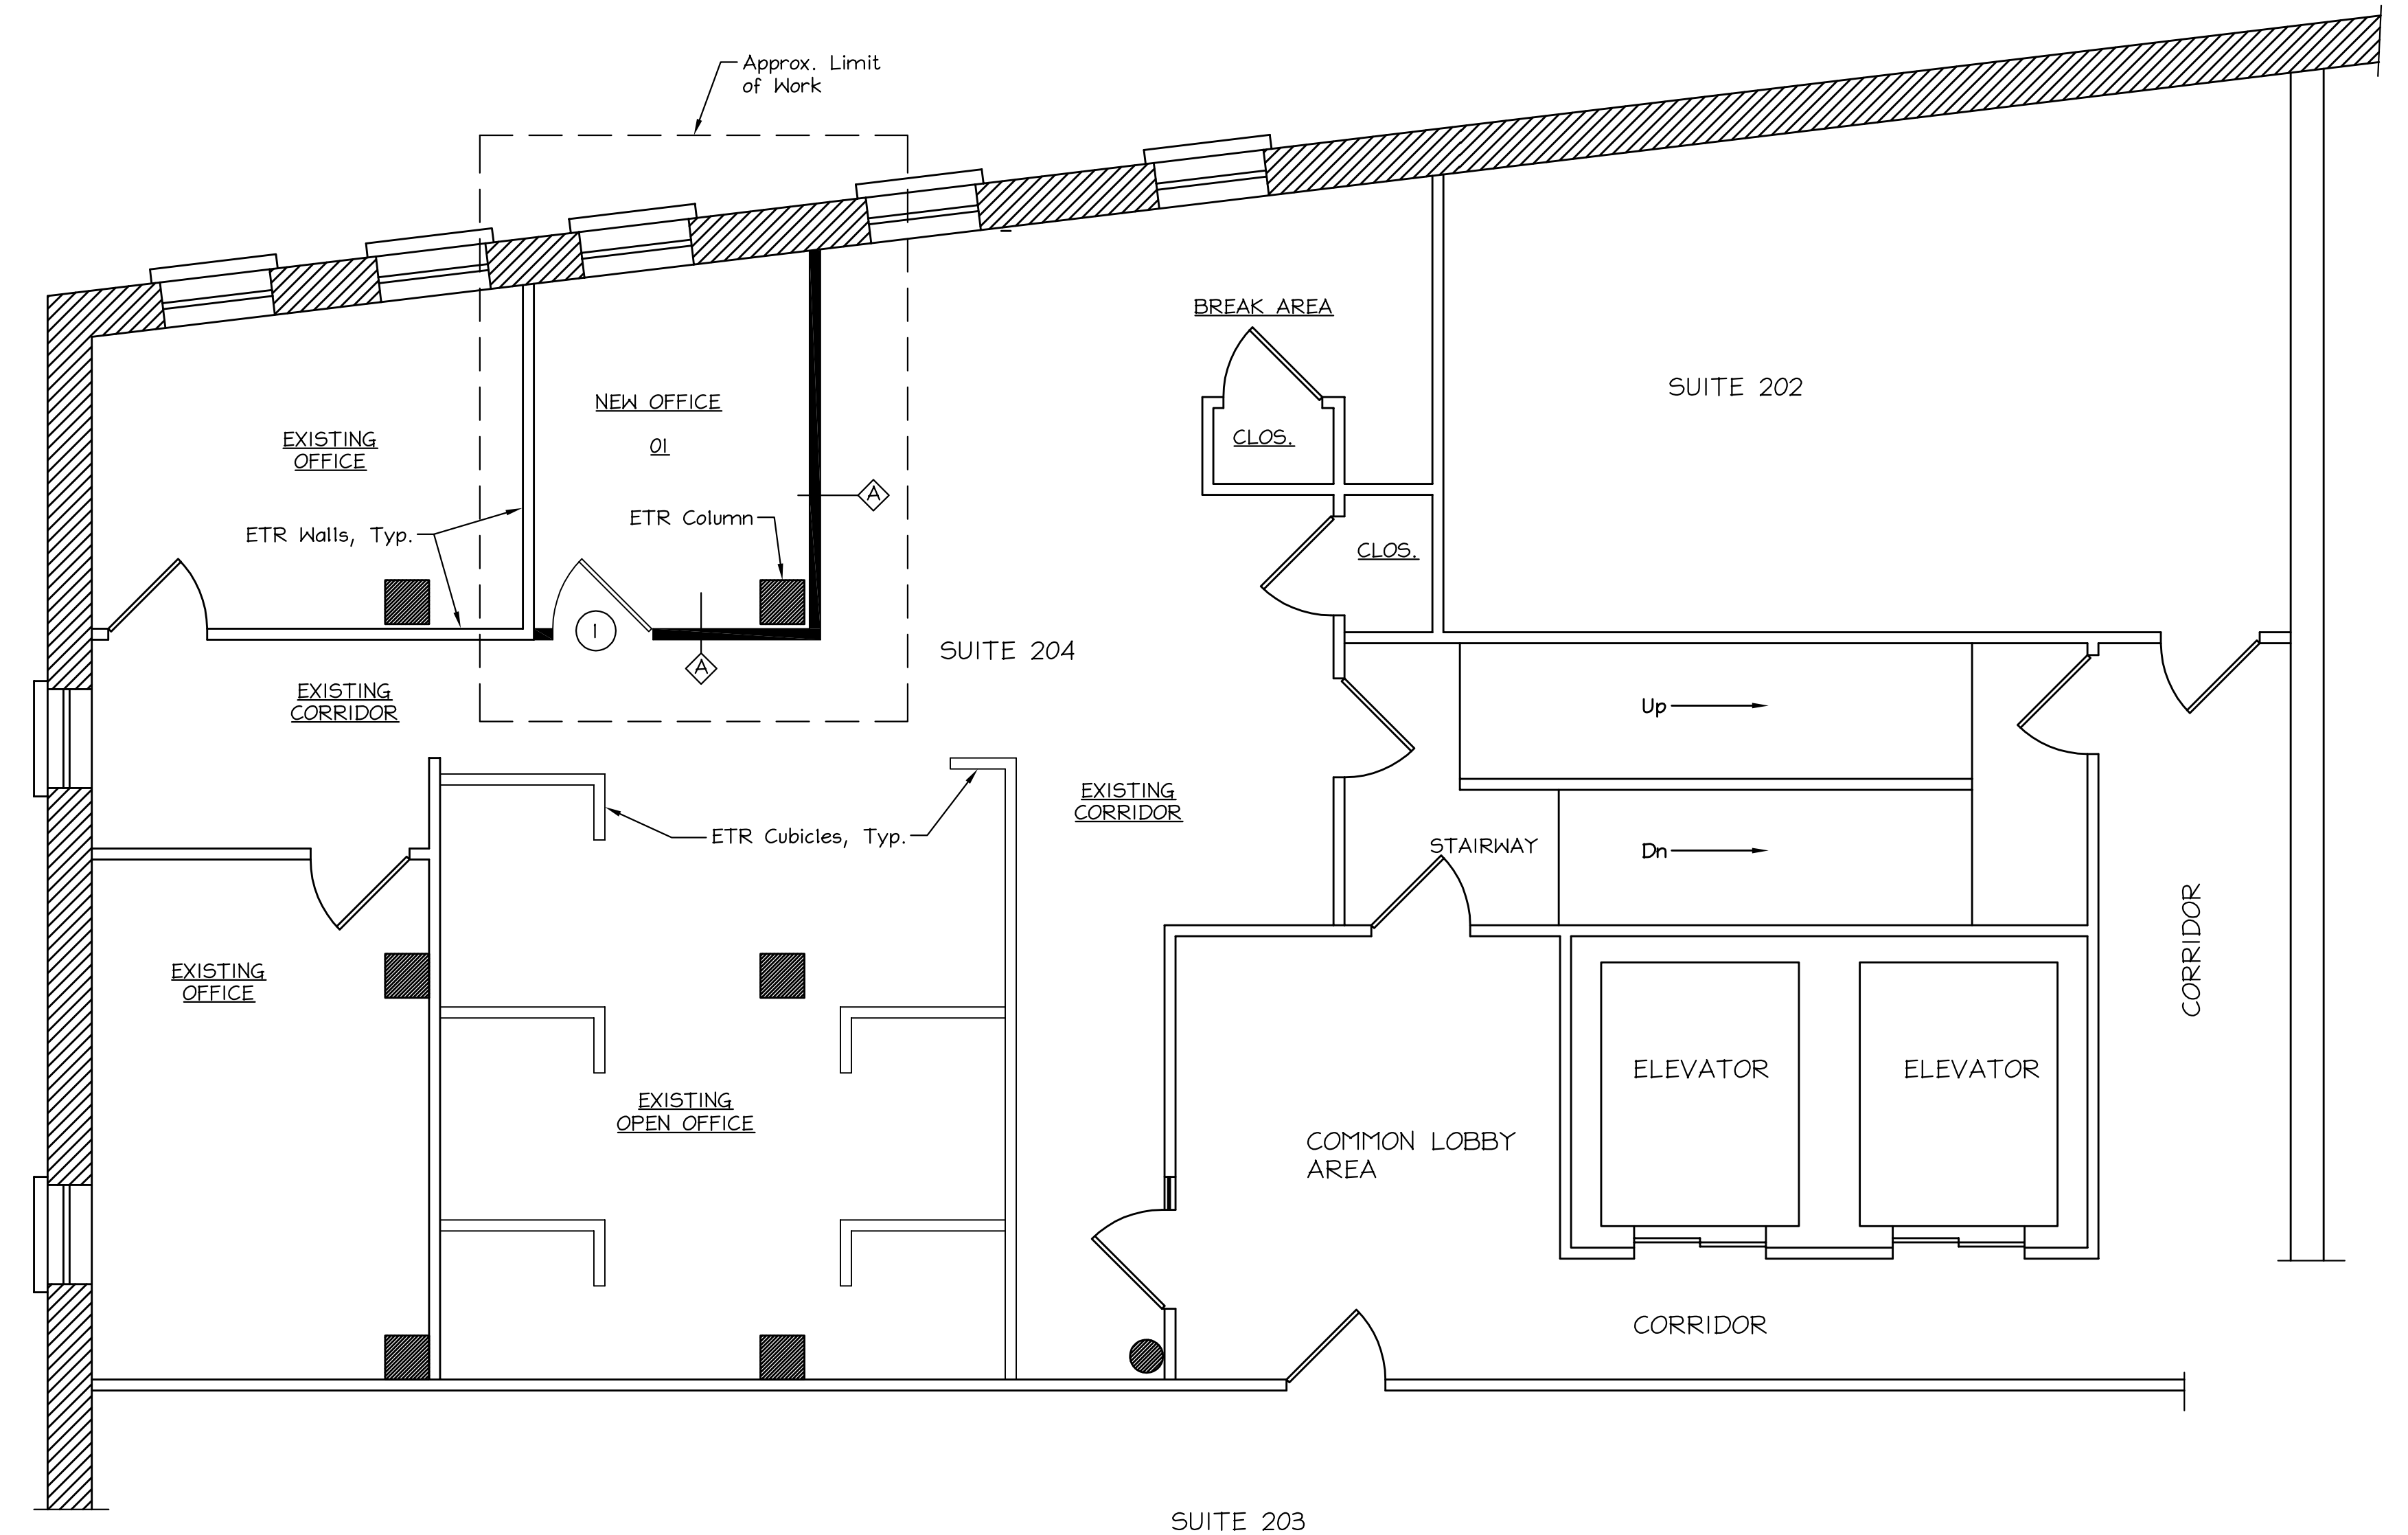 Approx. Limit
of Work
BREAK AREA
SUITE 202
NEW OFFICE
01
EXISTING
OFFICE
CLOS.
A
ETR Column
ETR Walls, Typ.
CLOS.
1
A
SUITE 204
EXISTING
CORRIDOR
Up
EXISTING
CORRIDOR
ETR Cubicles, Typ.
STAIRWAY
Dn
CORRIDOR
EXISTING
OFFICE
ELEVATOR
ELEVATOR
EXISTING
OPEN OFFICE
COMMON LOBBY
AREA
CORRIDOR
SUITE 203